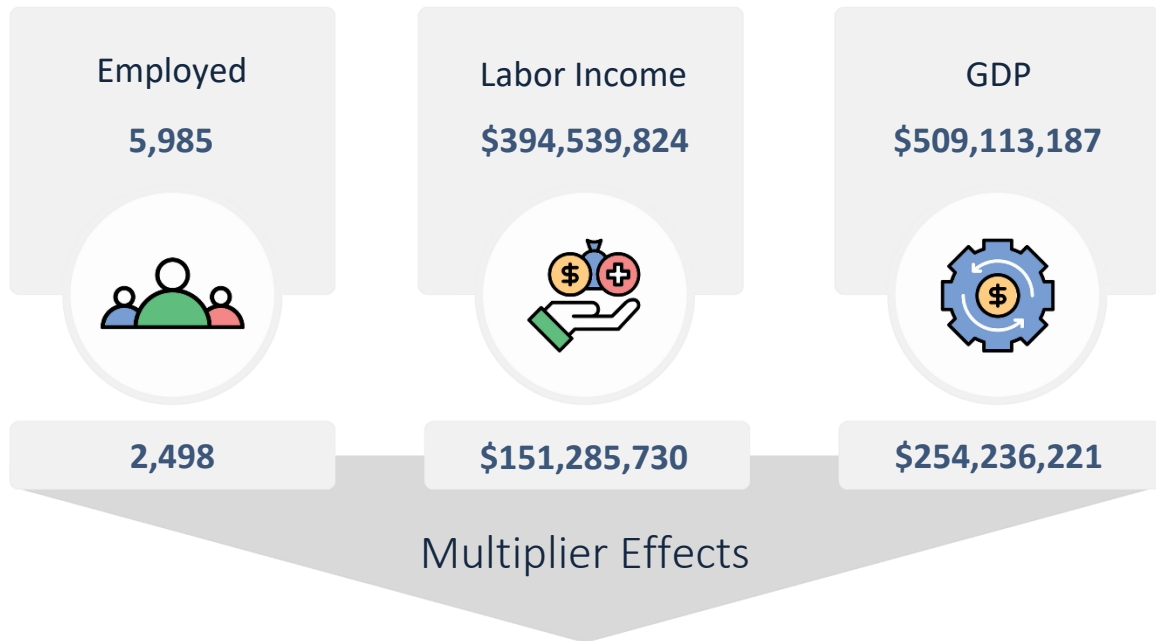 Employed
5,985
Labor Income
$394,539,824
GDP
$509,113,187
$
$
2,498
$151,285,730
$254,236,221
Multiplier Effects